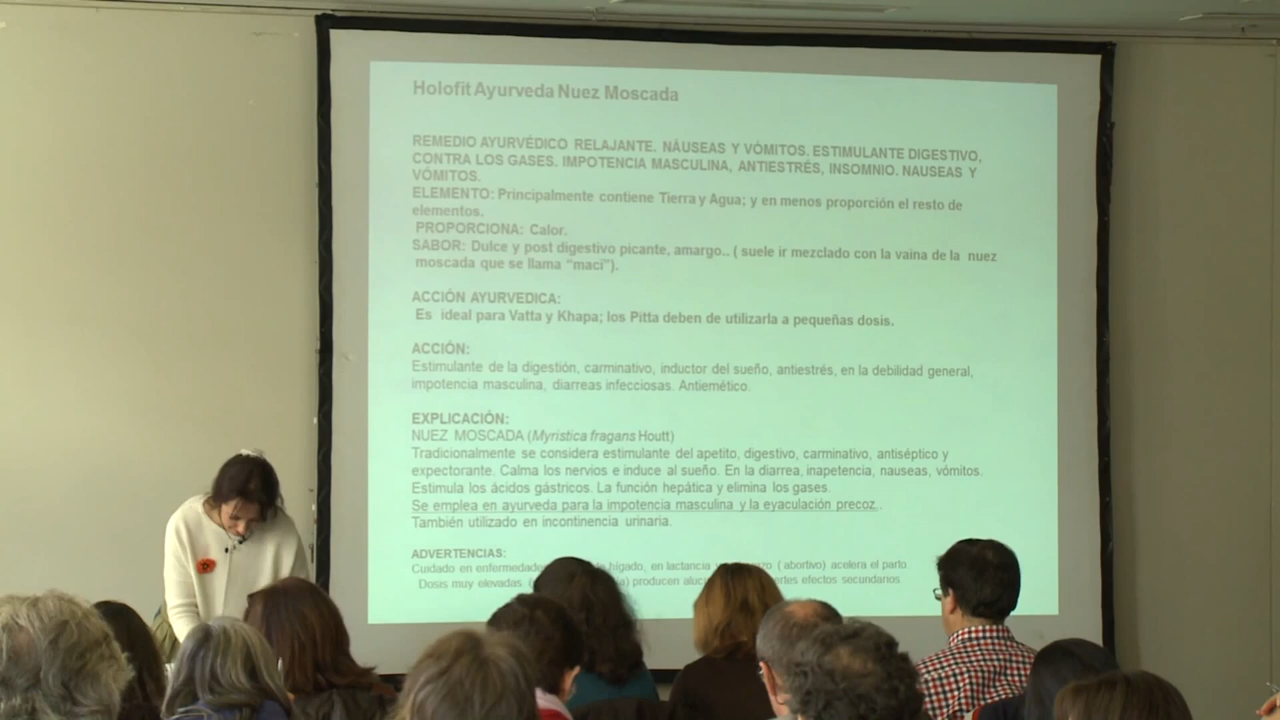 Holofit Ayurveda Nuez Moscada
REMEDIO AYURVÉDICO RELAJANTE. NÁUSEAS Y VÓMITOS. ESTIMULANTE DIGESTIVO,
CONTRA LOS GASES. IMPOTENCIA MASCULINA, ANTIESTRÉS, INSOMNIO. NAUSEAS Y
VÓMITOS.
ELEMENTO: Principalmente contiene Tierra y Agua; y en menos proporción el resto de
elementos.
PROPORCIONA: Calor.
SABOR: Dulce y post digestivo picante, amargo.. ( suele ir mezclado con la vaina de la nuez
moscada que se llama “maci”).
ACCIÓN AYURVEDICA:
Es ideal para Vatta y Khapa; los Pitta deben de utilizarla a pequeñas dosis.
ACCIÓN:
Estimulante de la digestión, carminativo, inductor del sueño, antiestrés, en la debilidad general,
impotencia masculina, diarreas infecciosas. Antiemético.
EXPLICACIÓN:
NUEZ MOSCADA (Myristica fragans Houtt)
Tradicionalmente se considera estimulante del apetito, digestivo, carminativo, antiséptico y
expectorante. Calma los nervios e induce al sueño. En la diarrea, inapetencia, nauseas, vómitos.
Estimula los ácidos gástricos. La función hepática y elimina los gases.
Se emplea en ayurveda para la impotencia masculina y la eyaculación precoz..
También utilizado en incontinencia urinaria.
ADVERTENCIAS:
Cuidado en hígado, en lactancia ( abortivo) acelera el parto
Dosis muy elevadas producen efectos secundarios